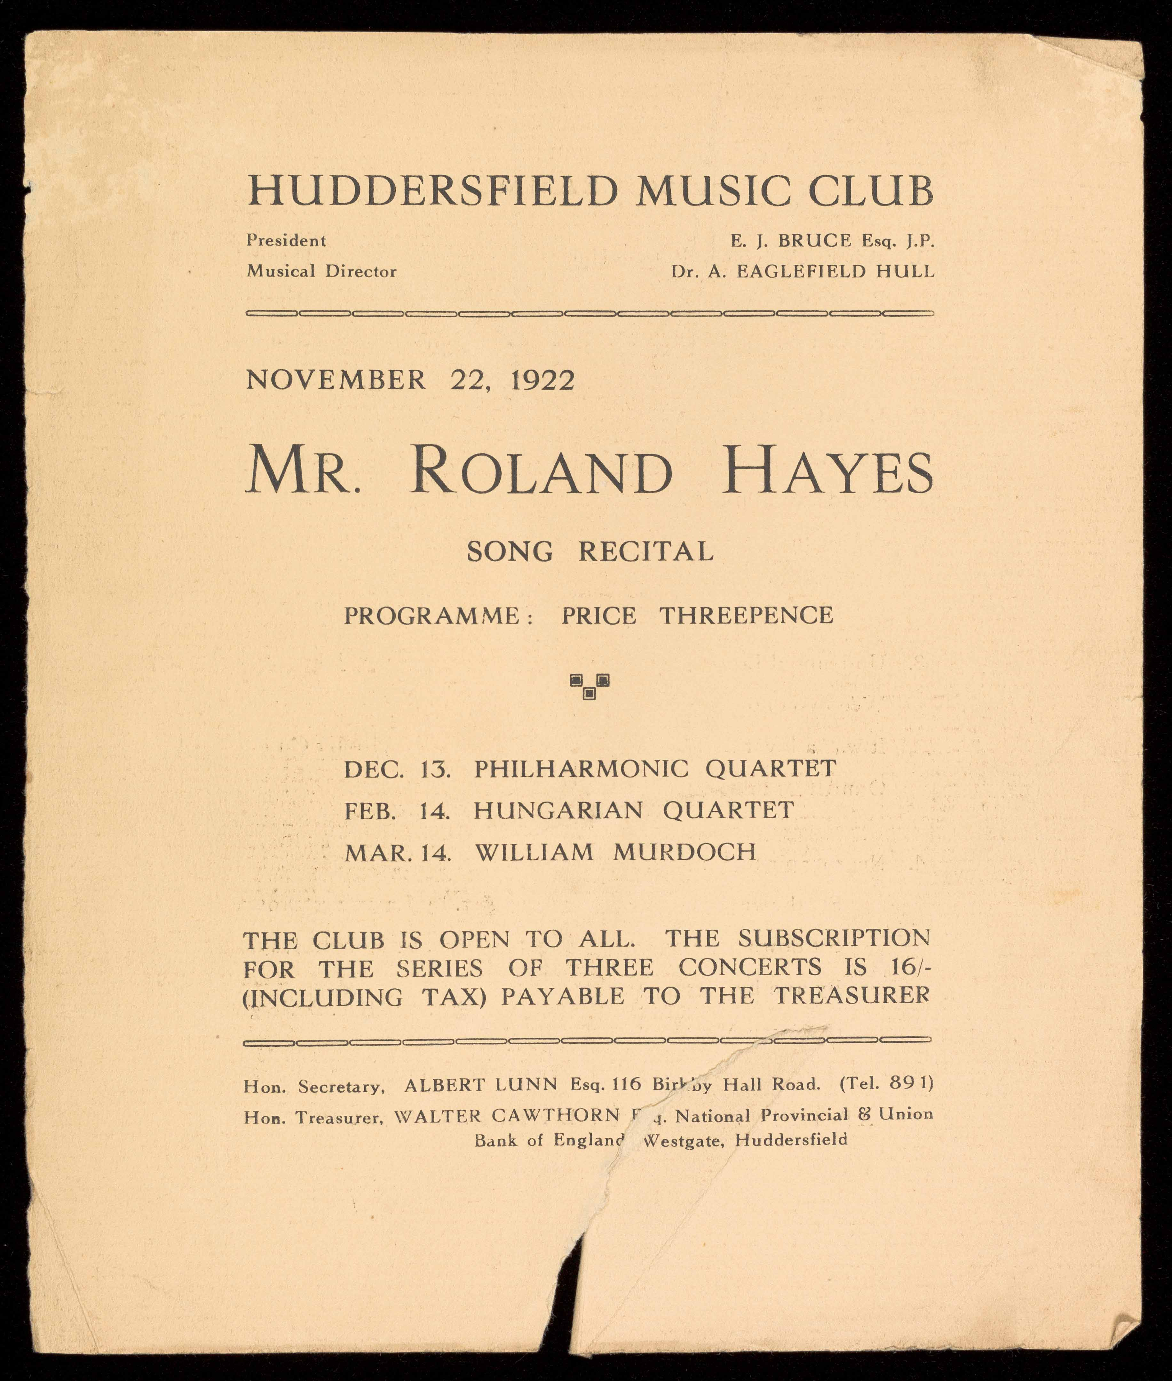 HUDDERSFIELD MUSIC CLUB
President E. J. BRUCE Esq. J.P.
Musical Director Dr. A. EAGLEFIELD HULL
NOVEMBER 22, 1922
MR. ROLAND HAYES
SONG RECITAL
PROGRAMME: PRICE THREEPENCE
DEC. 13. PHILHARMONIC QUARTET
FEB. 14. HUNGARIAN QUARTET
MAR. 14. WILLIAM MURDOCH
THE CLUB IS OPEN TO ALL. THE SUBSCRIPTION
FOR THE SERIES OF THREE CONCERTS IS 16/-
(INCLUDING TAX) PAYABLE TO THE TREASURER
Hon. Secretary, ALBERT LUNN Esq. 116 Birkby Hall Road. (Tel. 891)
Hon. Treasurer, WALTER CAWTHORN Esq. National Provincial & Union
Bank of England Westgate, Huddersfield